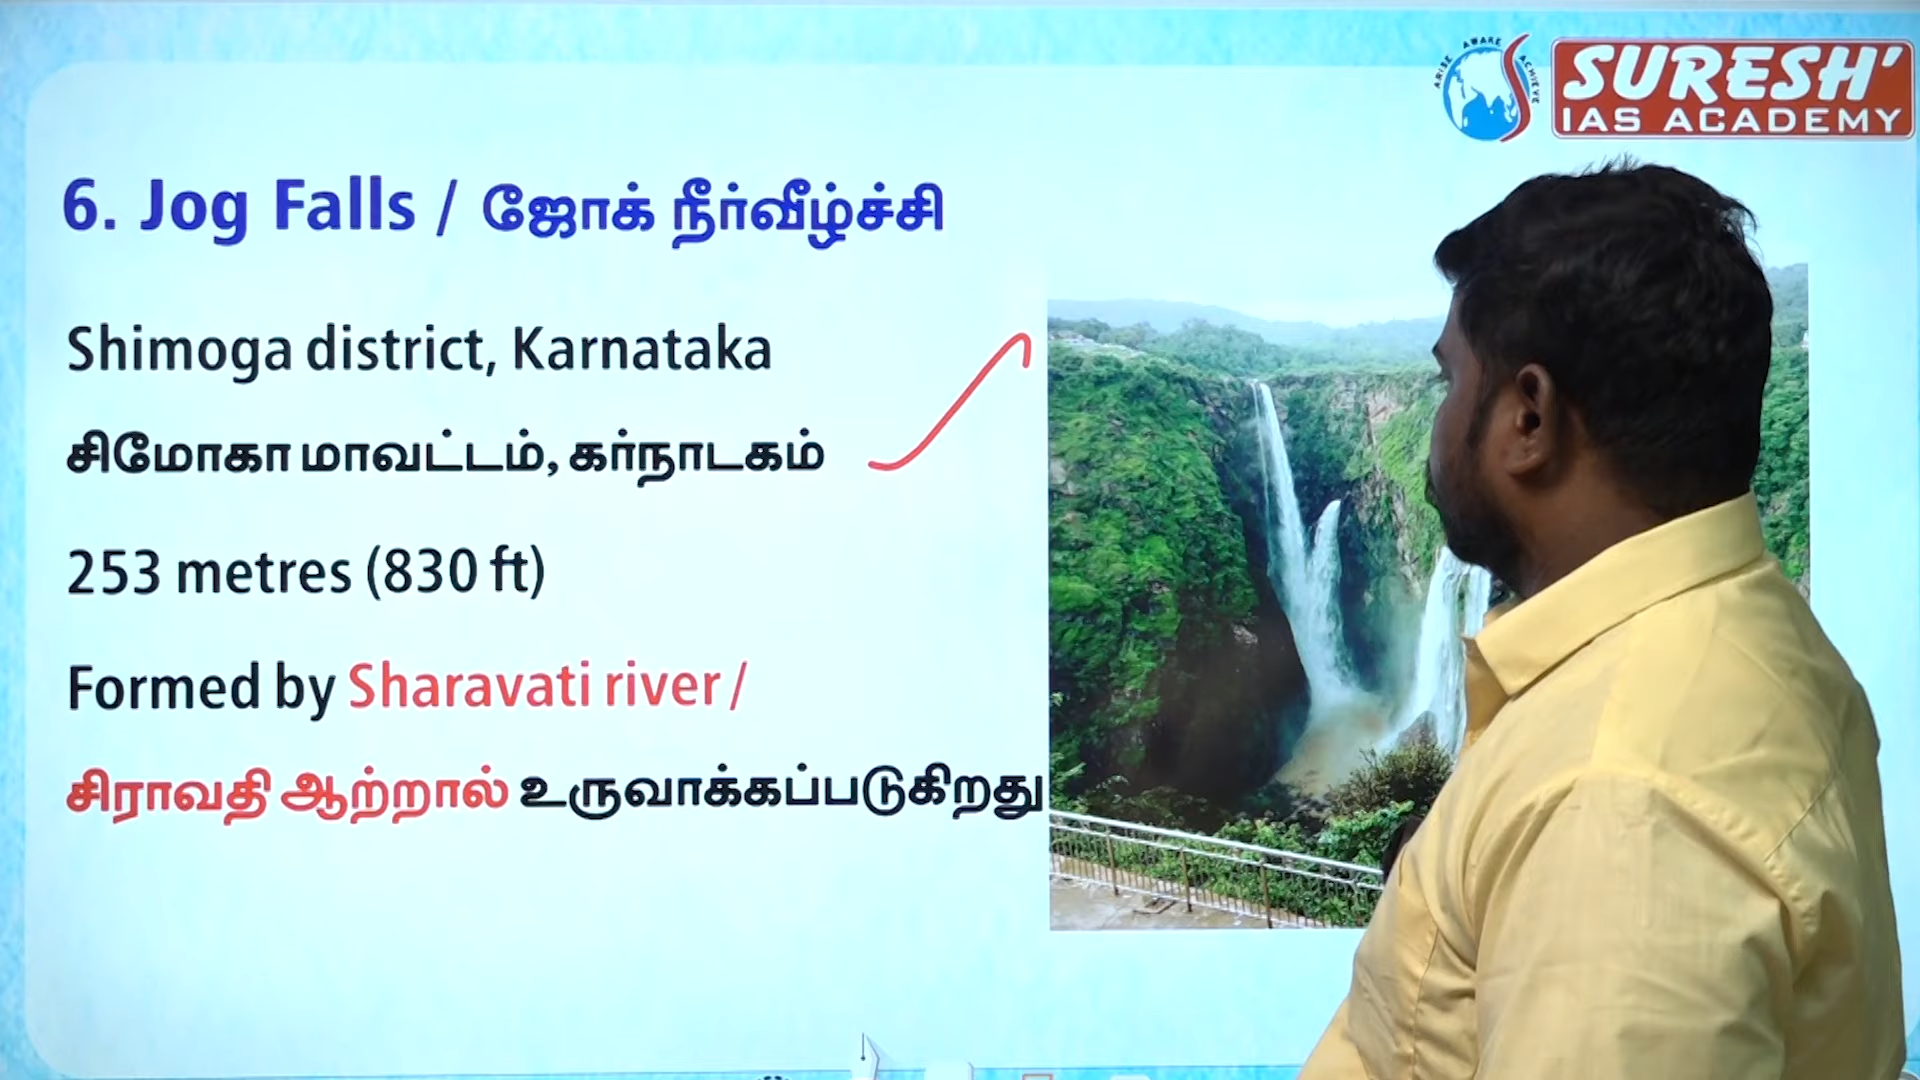 ARISE AWARE ACHIEVE
SURESH'
IAS ACADEMY
6. Jog Falls / ஜோக் நீர்வீழ்ச்சி
Shimoga district, Karnataka
சிமோகா மாவட்டம், கர்நாடகம்
253 metres (830 ft)
Formed by Sharavati river /
சிராவதி ஆற்றால் உருவாக்கப்படுகிறது